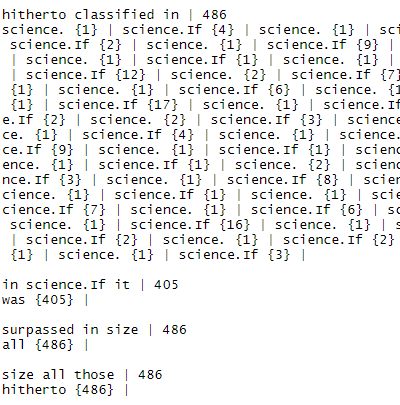 hitherto classified in | 486
science. {1} | science.If {4} | science. {1} | sci
science.If {2} | science. {1} | science.If {9} |
| science. {1} | science.If {1} | science. {1} |
| science.If {12} | science. {2} | science.If {7}
{1} | science. {1} | science.If {6} | science. {1
{1} | science.If {17} | science. {1} | science.If
e.If {2} | science. {2} | science.If {3} | science
ce. {1} | science.If {4} | science. {1} | science.
ce.If {9} | science. {1} | science.If {1} | scienc
ence. {1} | science.If {1} | science. {2} | scienc
nce.If {3} | science. {1} | science.If {8} | scien
cience. {1} | science.If {1} | science. {1} | scie
cience.If {7} | science. {1} | science.If {6} | sc
science. {1} | science.If {16} | science. {1} | s
| science.If {2} | science. {1} | science.If {2}
{1} | science. {1} | science.If {3} |
in science.If it | 405
was {405} |
surpassed in size | 486
all {486} |
size all those | 486
hitherto {486} |